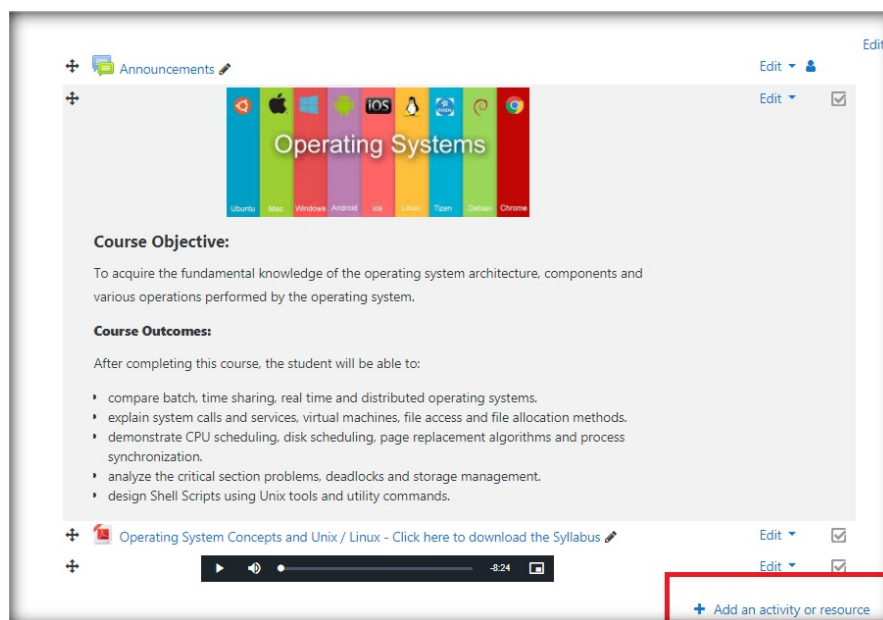 Edit
Announcements
Edit
Edit
iOS
Operating Systems
Ubuntu Mac Windows Android ios Linux Tizen Debian Chrome
Course Objective:
To acquire the fundamental knowledge of the operating system architecture, components and
various operations performed by the operating system.
Course Outcomes:
After completing this course, the student will be able to:
compare batch, time sharing, real time and distributed operating systems.
explain system calls and services, virtual machines, file access and file allocation methods.
demonstrate CPU scheduling, disk scheduling, page replacement algorithms and process
synchronization.
analyze the critical section problems, deadlocks and storage management.
design Shell Scripts using Unix tools and utility commands.
Operating System Concepts and Unix / Linux - Click here to download the Syllabus
Edit
-8:24
Edit
+ Add an activity or resource